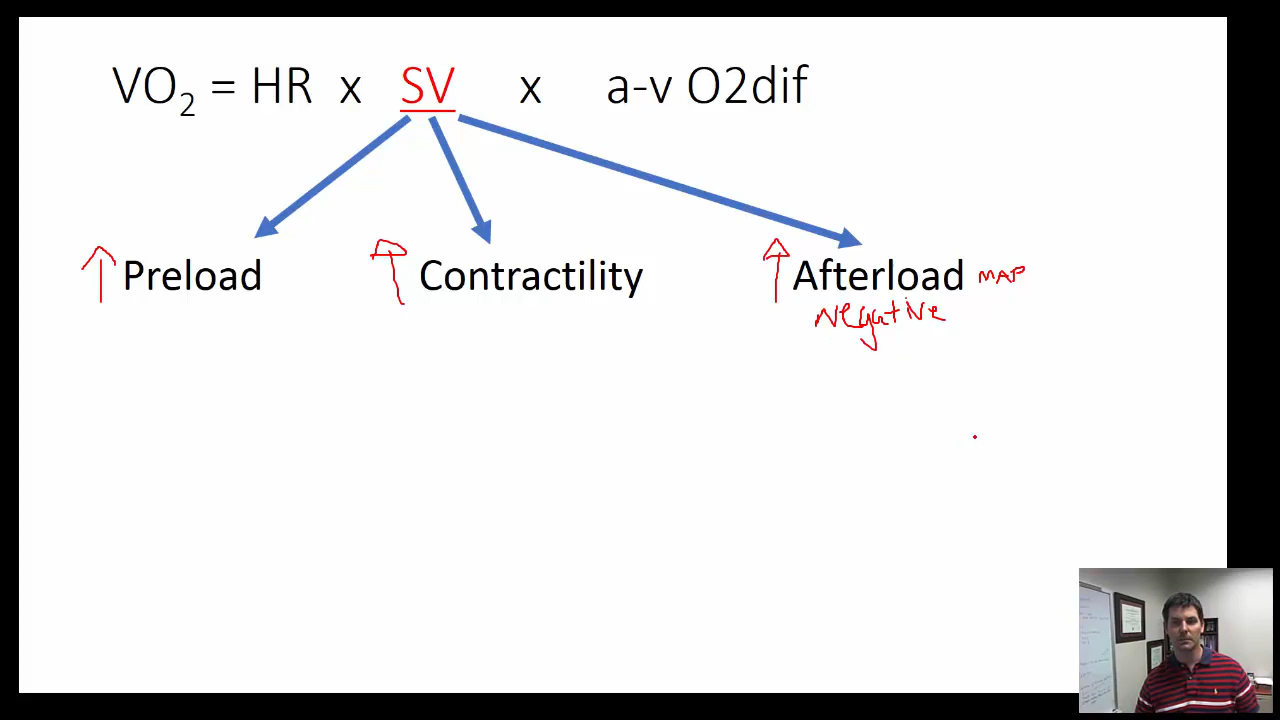 VO2 = HR x SV x a-v O2dif
Preload Contractility Afterload MAP
Negative